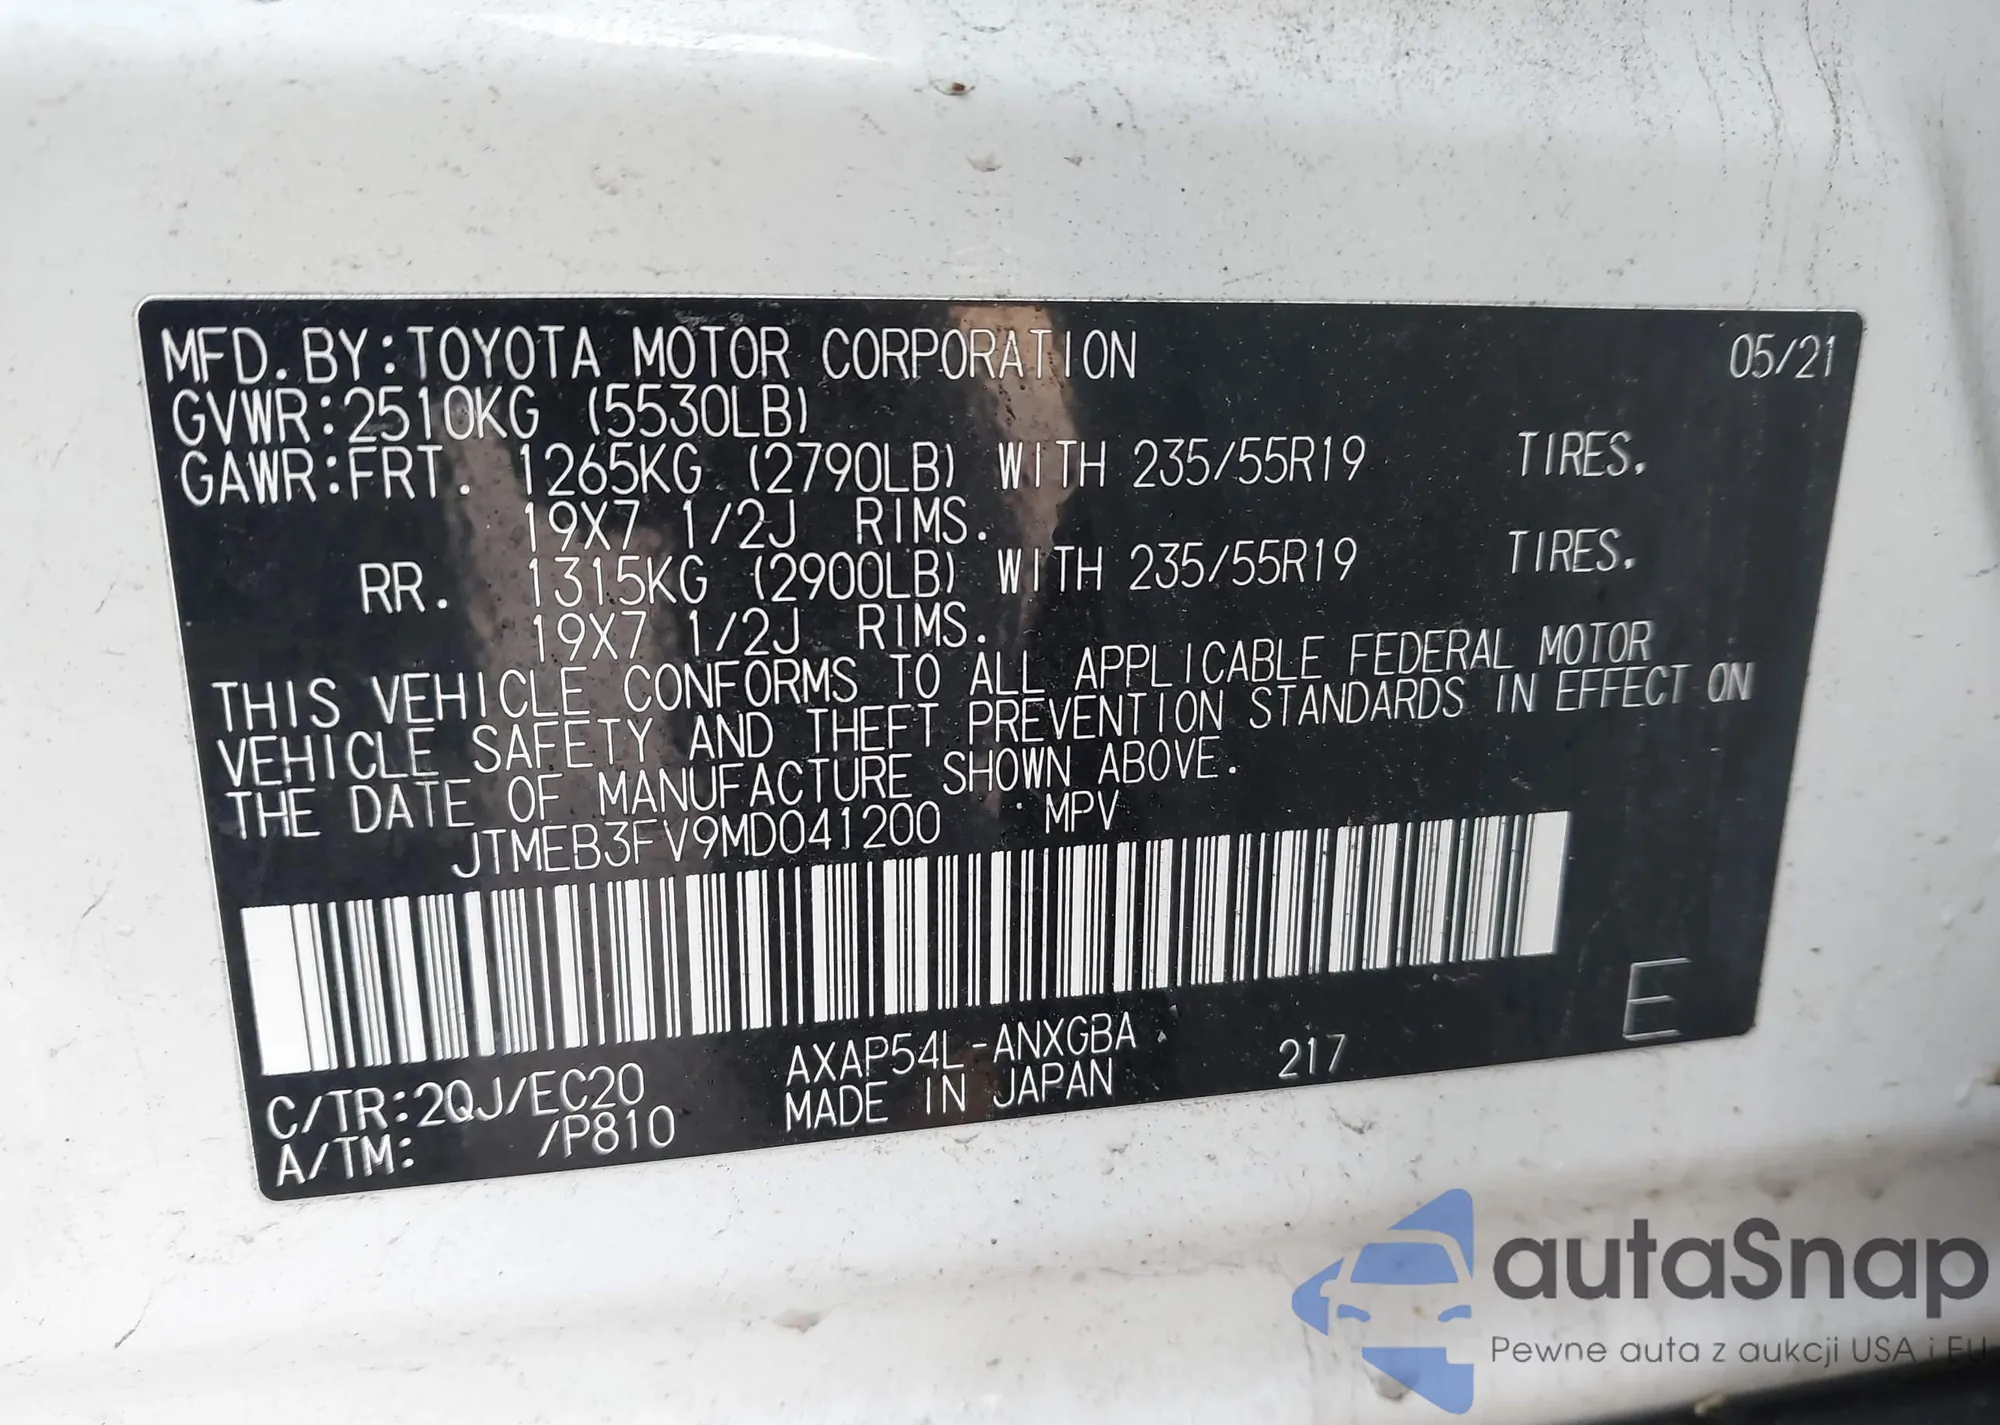 MFD.BY:TOYOTA MOTOR CORPORATION 05/21
GVWR:2510KG (5530LB)
GAWR:FRT. 1265KG (2790LB) WITH 235/55R19 TIRES.
19X7 1/2J RIMS.
RR. 1315KG (2900LB) WITH 235/55R19 TIRES.
19X7 1/2J RIMS.
THIS VEHICLE CONFORMS TO ALL APPLICABLE FEDERAL MOTOR
VEHICLE SAFETY AND THEFT PREVENTION STANDARDS IN EFFECT ON
THE DATE OF MANUFACTURE SHOWN ABOVE.
JTMEB3FV9MD041200 MPV
E
C/TR:2QJ/EC20 AXAP54L-ANXGBA 217
A/TM: /P810 MADE IN JAPAN
autaSnap
Pewne auta z aukcji USA i EU